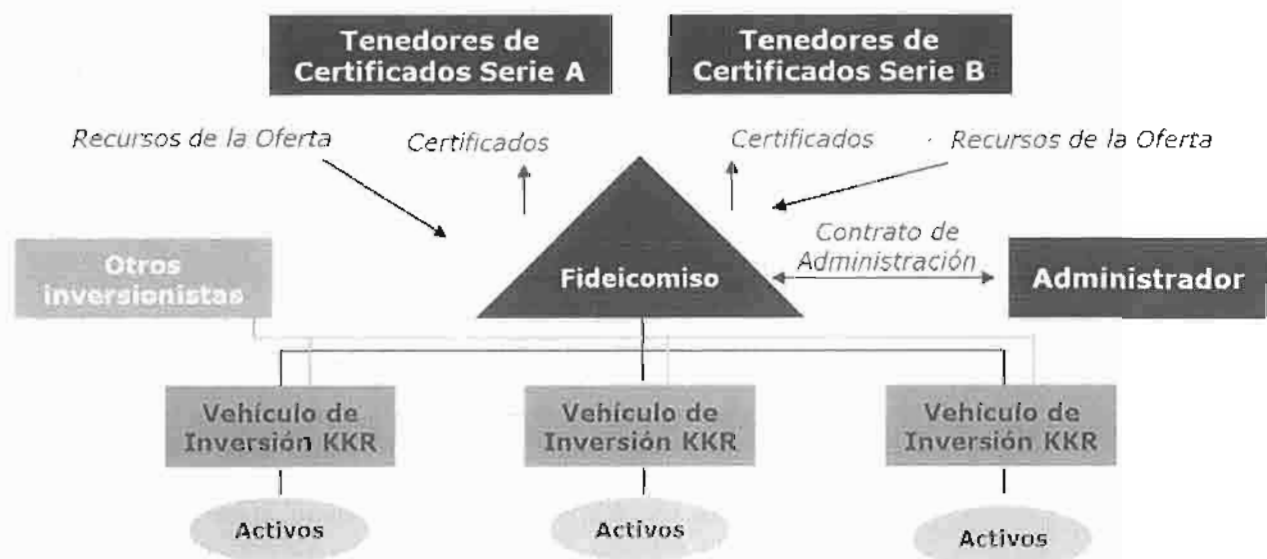 Tenedores de
Certificados Serie A
Tenedores de
Certificados Serie B
Recursos de la Oferta
Certificados
Certificados
Recursos de la Oferta
Contrato de
Administración
Otros
inversionistas
Fideicomiso
Administrador
Vehículo de
Inversión KKR
Vehículo de
Inversión KKR
Vehículo de
Inversión KKR
Activos
Activos
Activos